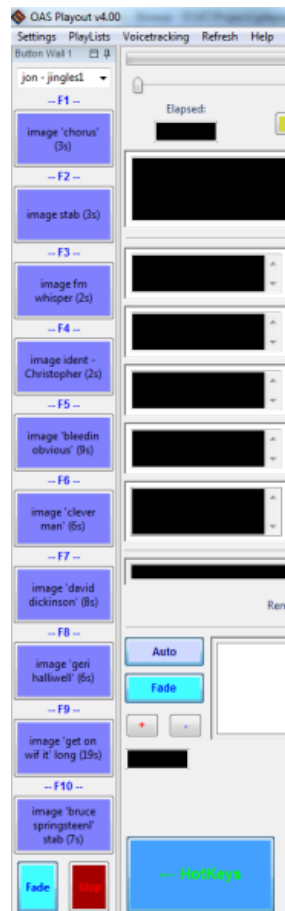 OAS Playout v4.00
Settings PlayLists Voicetracking Refresh Help
Button Wall 1
jon - jingles1
-- F1 --
Elapsed:
image 'chorus'
(3s)
-- F2 --
image stab (3s)
-- F3 --
image fm
whisper (2s)
-- F4 --
image ident -
Christopher (2s)
-- F5 --
image 'bleedin
obvious' (9s)
-- F6 --
image 'clever
man' (6s)
-- F7 --
image 'david
dickinson' (8s)
Ren
-- F8 --
Auto
image 'geri
halliwell' (6s)
Fade
-- F9 --
+ -
image 'get on
wif it' long (19s)
-- F10 --
image 'bruce
springsteenl'
stab (7s)
--- HotKeys
Fade Stop